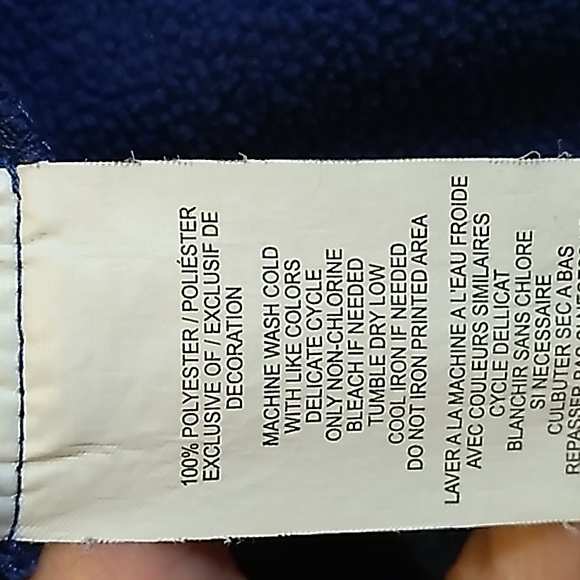 100% POLYESTER / POLIÉSTER
EXCLUSIVE OF / EXCLUSIF DE
DECORATION
MACHINE WASH COLD
WITH LIKE COLORS
DELICATE CYCLE
ONLY NON-CHLORINE
BLEACH IF NEEDED
TUMBLE DRY LOW
COOL IRON IF NEEDED
DO NOT IRON PRINTED AREA
LAVER A LA MACHINE A L'EAU FROIDE
AVEC COULEURS SIMILAIRES
CYCLE DELLICAT
BLANCHIR SANS CHLORE
SI NECESSAIRE
CULBUTER SEC A BAS
REPASSER